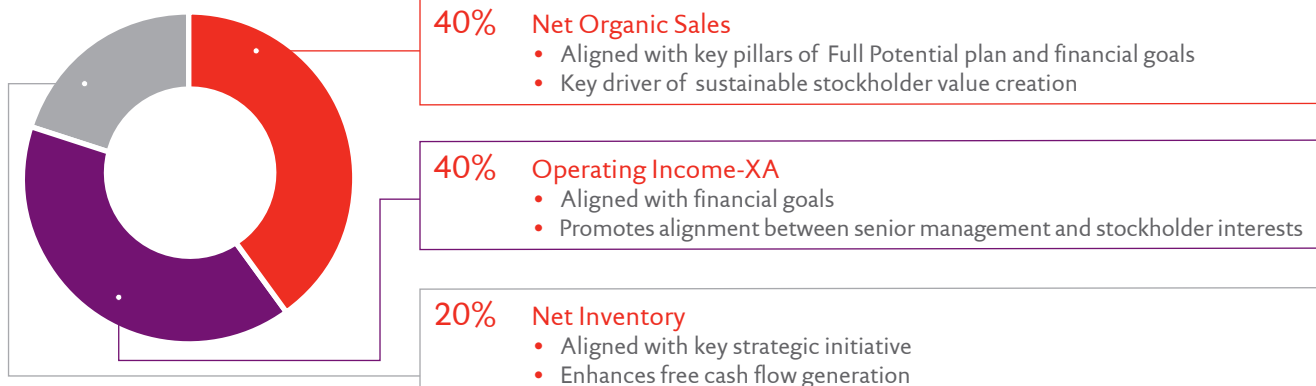 40% Net Organic Sales
• Aligned with key pillars of Full Potential plan and financial goals
• Key driver of sustainable stockholder value creation
40% Operating Income-XA
• Aligned with financial goals
• Promotes alignment between senior management and stockholder interests
20% Net Inventory
• Aligned with key strategic initiative
• Enhances free cash flow generation